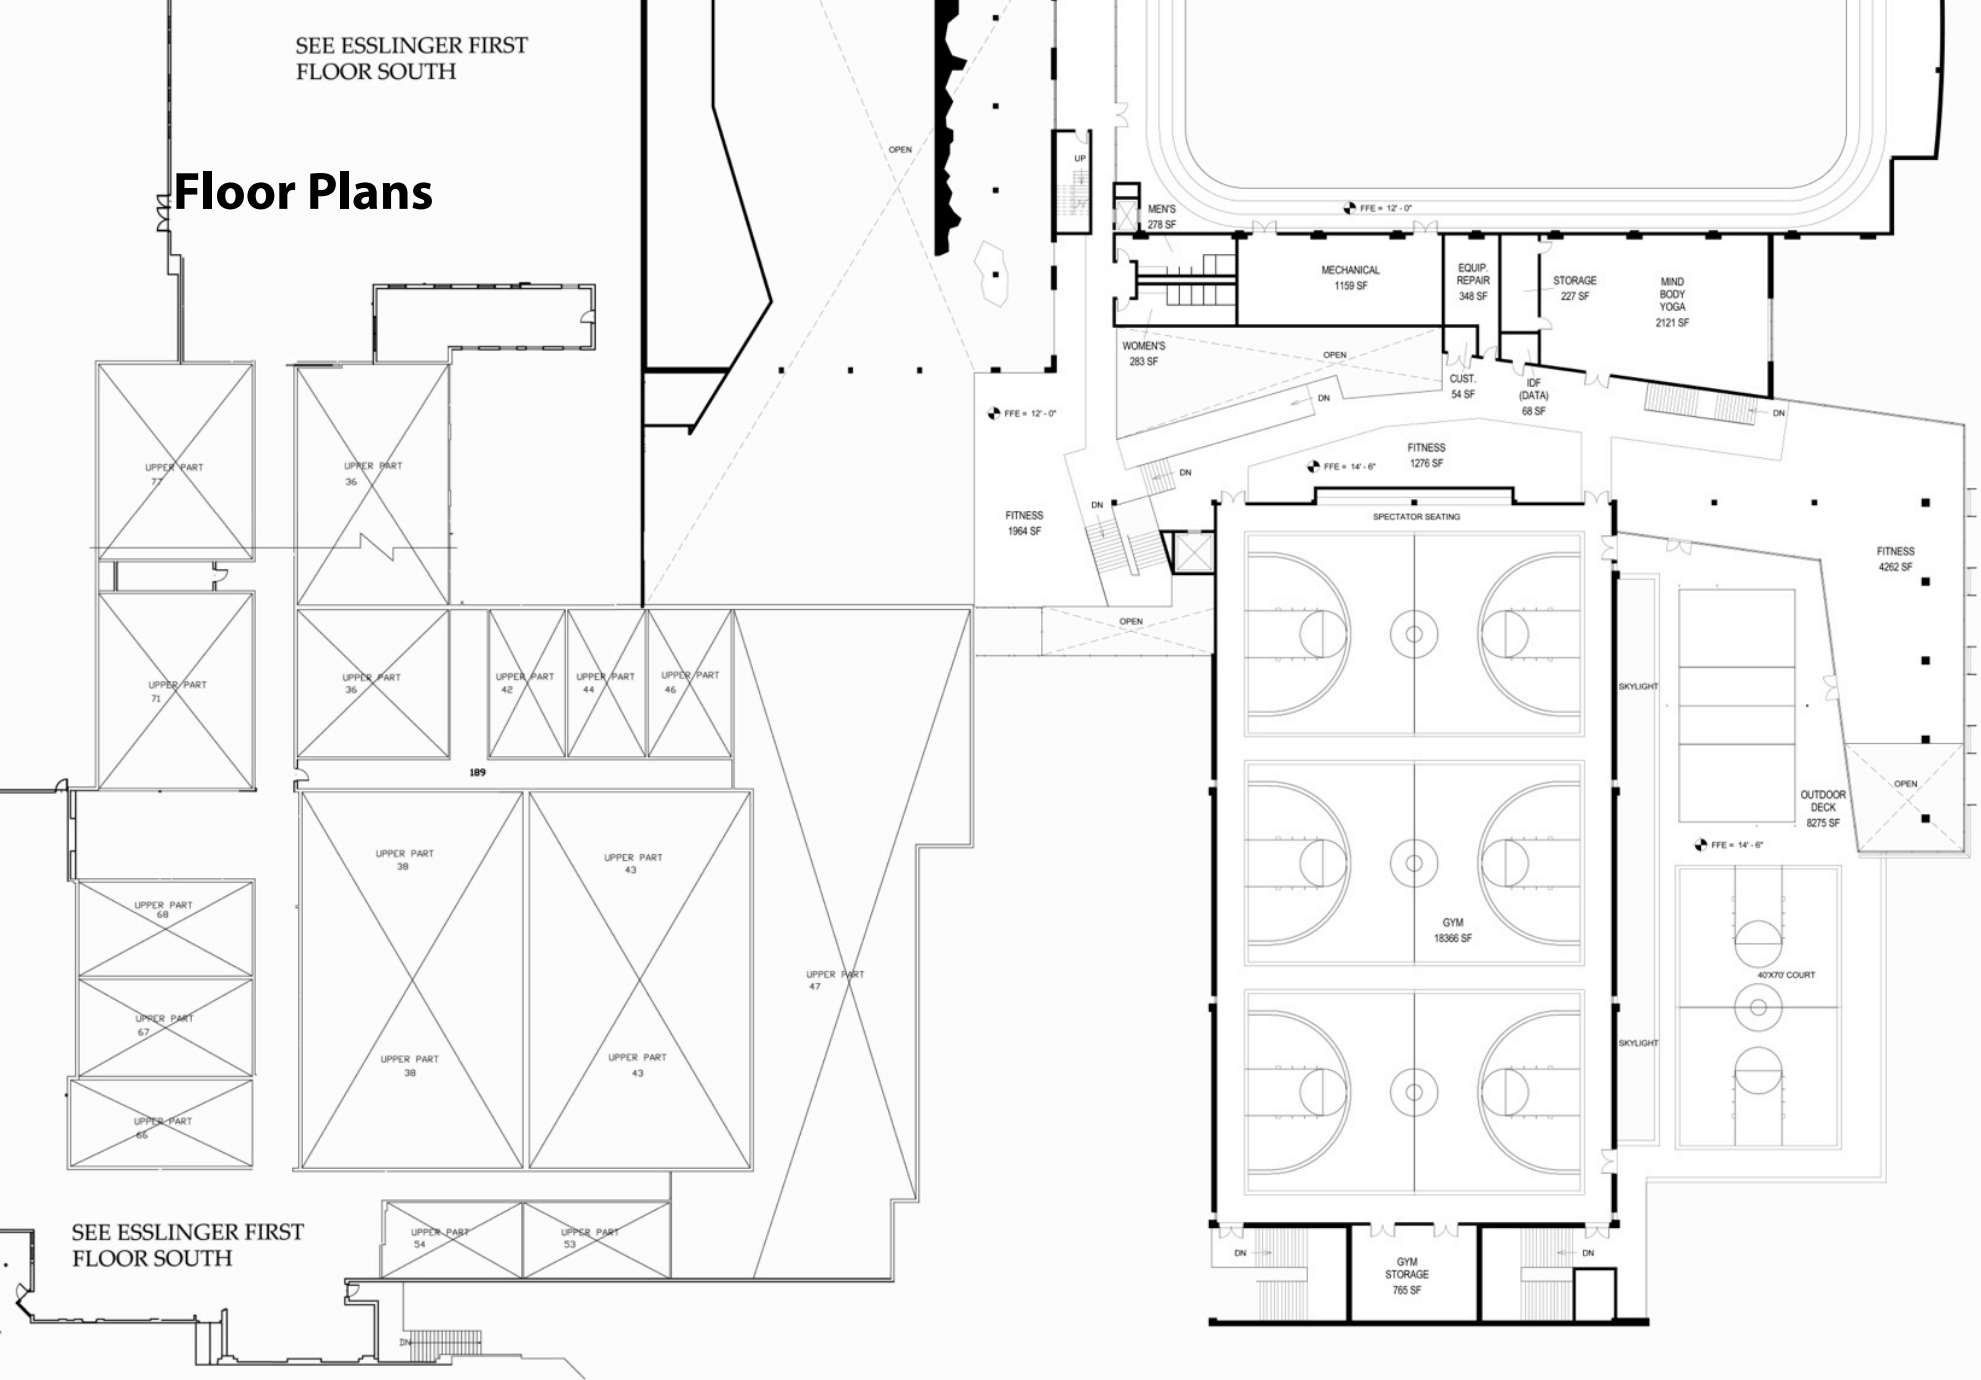 SEE ESSLINGER FIRST
FLOOR SOUTH
Floor Plans
OPEN
UP
MEN'S
278 SF
FFE = 12' - 0"
MECHANICAL
1159 SF
EQUIP.
REPAIR
348 SF
STORAGE
227 SF
MIND
BODY
YOGA
2121 SF
WOMEN'S
283 SF
OPEN
CUST.
54 SF
IDF
(DATA)
68 SF
DN
DN
FFE = 12' - 0"
FITNESS
1276 SF
FFE = 14' - 6"
DN
DN
SPECTATOR SEATING
FITNESS
1964 SF
FITNESS
4262 SF
UPPER PART
77
UPPER PART
36
OPEN
UPPER PART
71
UPPER PART
36
UPPER PART
42
UPPER PART
44
UPPER PART
46
SKYLIGHT
189
OPEN
OUTDOOR
DECK
8275 SF
FFE = 14' - 6"
UPPER PART
38
UPPER PART
43
UPPER PART
68
GYM
18366 SF
UPPER PART
47
40'X70' COURT
UPPER PART
67
SKYLIGHT
UPPER PART
38
UPPER PART
43
UPPER PART
66
SEE ESSLINGER FIRST
FLOOR SOUTH
UPPER PART
54
UPPER PART
53
DN
GYM
STORAGE
765 SF
DN
DN